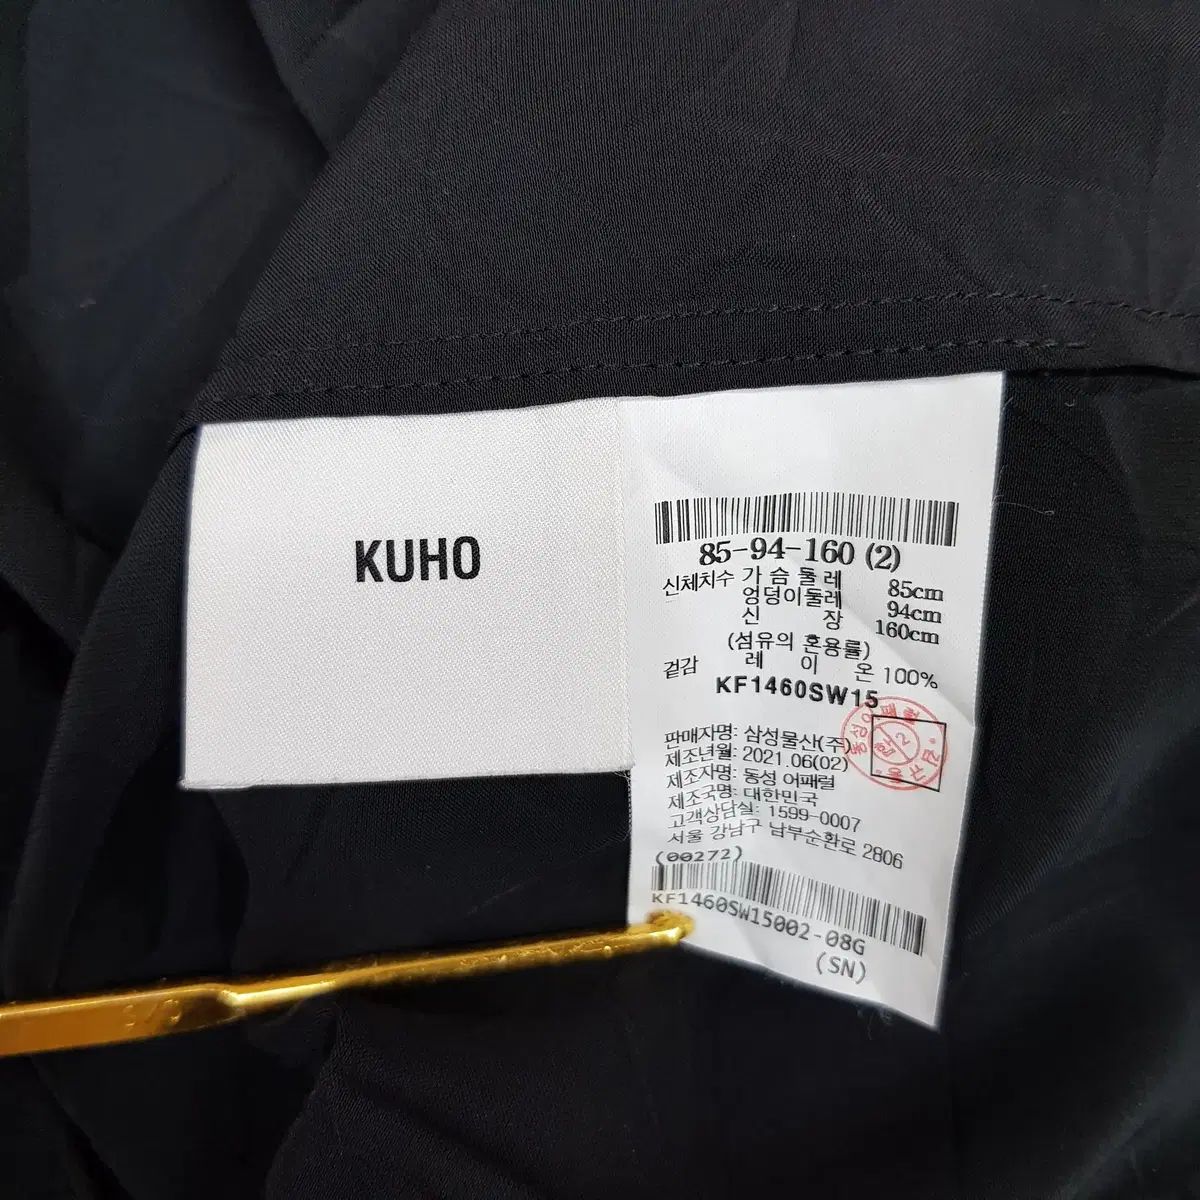 KUHO
85-94-160 (2)
신체치수 가 슴 둘 레 85cm
엉덩이둘레 94cm
신 장 160cm
(섬유의 혼용률)
겉감 레 이 온 100%
KF1460SW15
판매자명: 삼성물산(주)
제조년월: 2021.06(02)
제조자명: 동성 어패럴
제조국명: 대한민국
고객상담실: 1599-0007
서울 강남구 남부순환로 2806
(00272)
KF1460SW15002-08G
(SN)